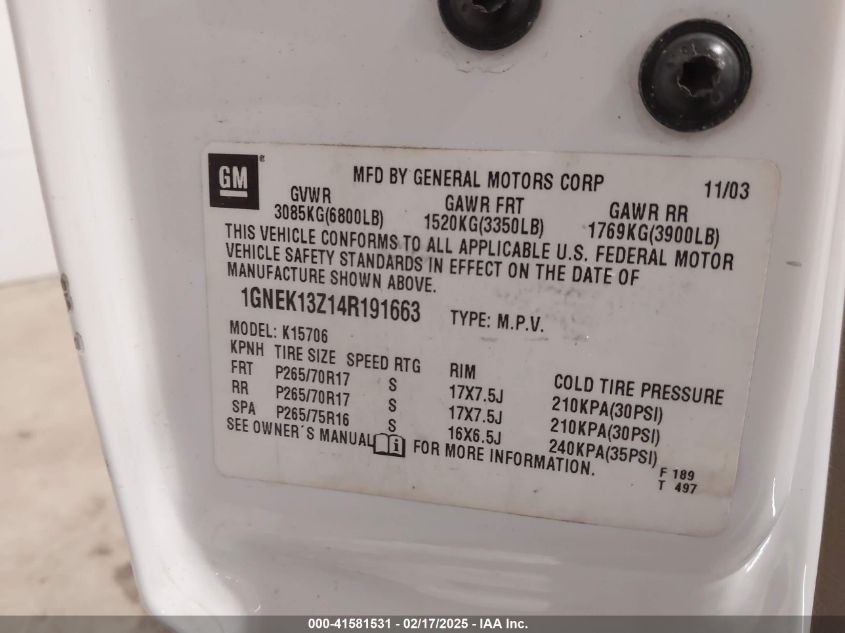 GM ®
MFD BY GENERAL MOTORS CORP 11/03
GVWR GAWR FRT GAWR RR
3085KG(6800LB) 1520KG(3350LB) 1769KG(3900LB)
THIS VEHICLE CONFORMS TO ALL APPLICABLE U.S. FEDERAL MOTOR
VEHICLE SAFETY STANDARDS IN EFFECT ON THE DATE OF
MANUFACTURE SHOWN ABOVE.
1GNEK13Z14R191663 TYPE: M.P.V.
MODEL: K15706
KPNH TIRE SIZE SPEED RTG RIM COLD TIRE PRESSURE
FRT P265/70R17 S 17X7.5J 210KPA(30PSI)
RR P265/70R17 S 17X7.5J 210KPA(30PSI)
SPA P265/75R16 S 16X6.5J 240KPA(35PSI)
SEE OWNER'S MANUAL i FOR MORE INFORMATION.
F 189
T 497
000-41581531 - 02/17/2025 - IAA Inc.